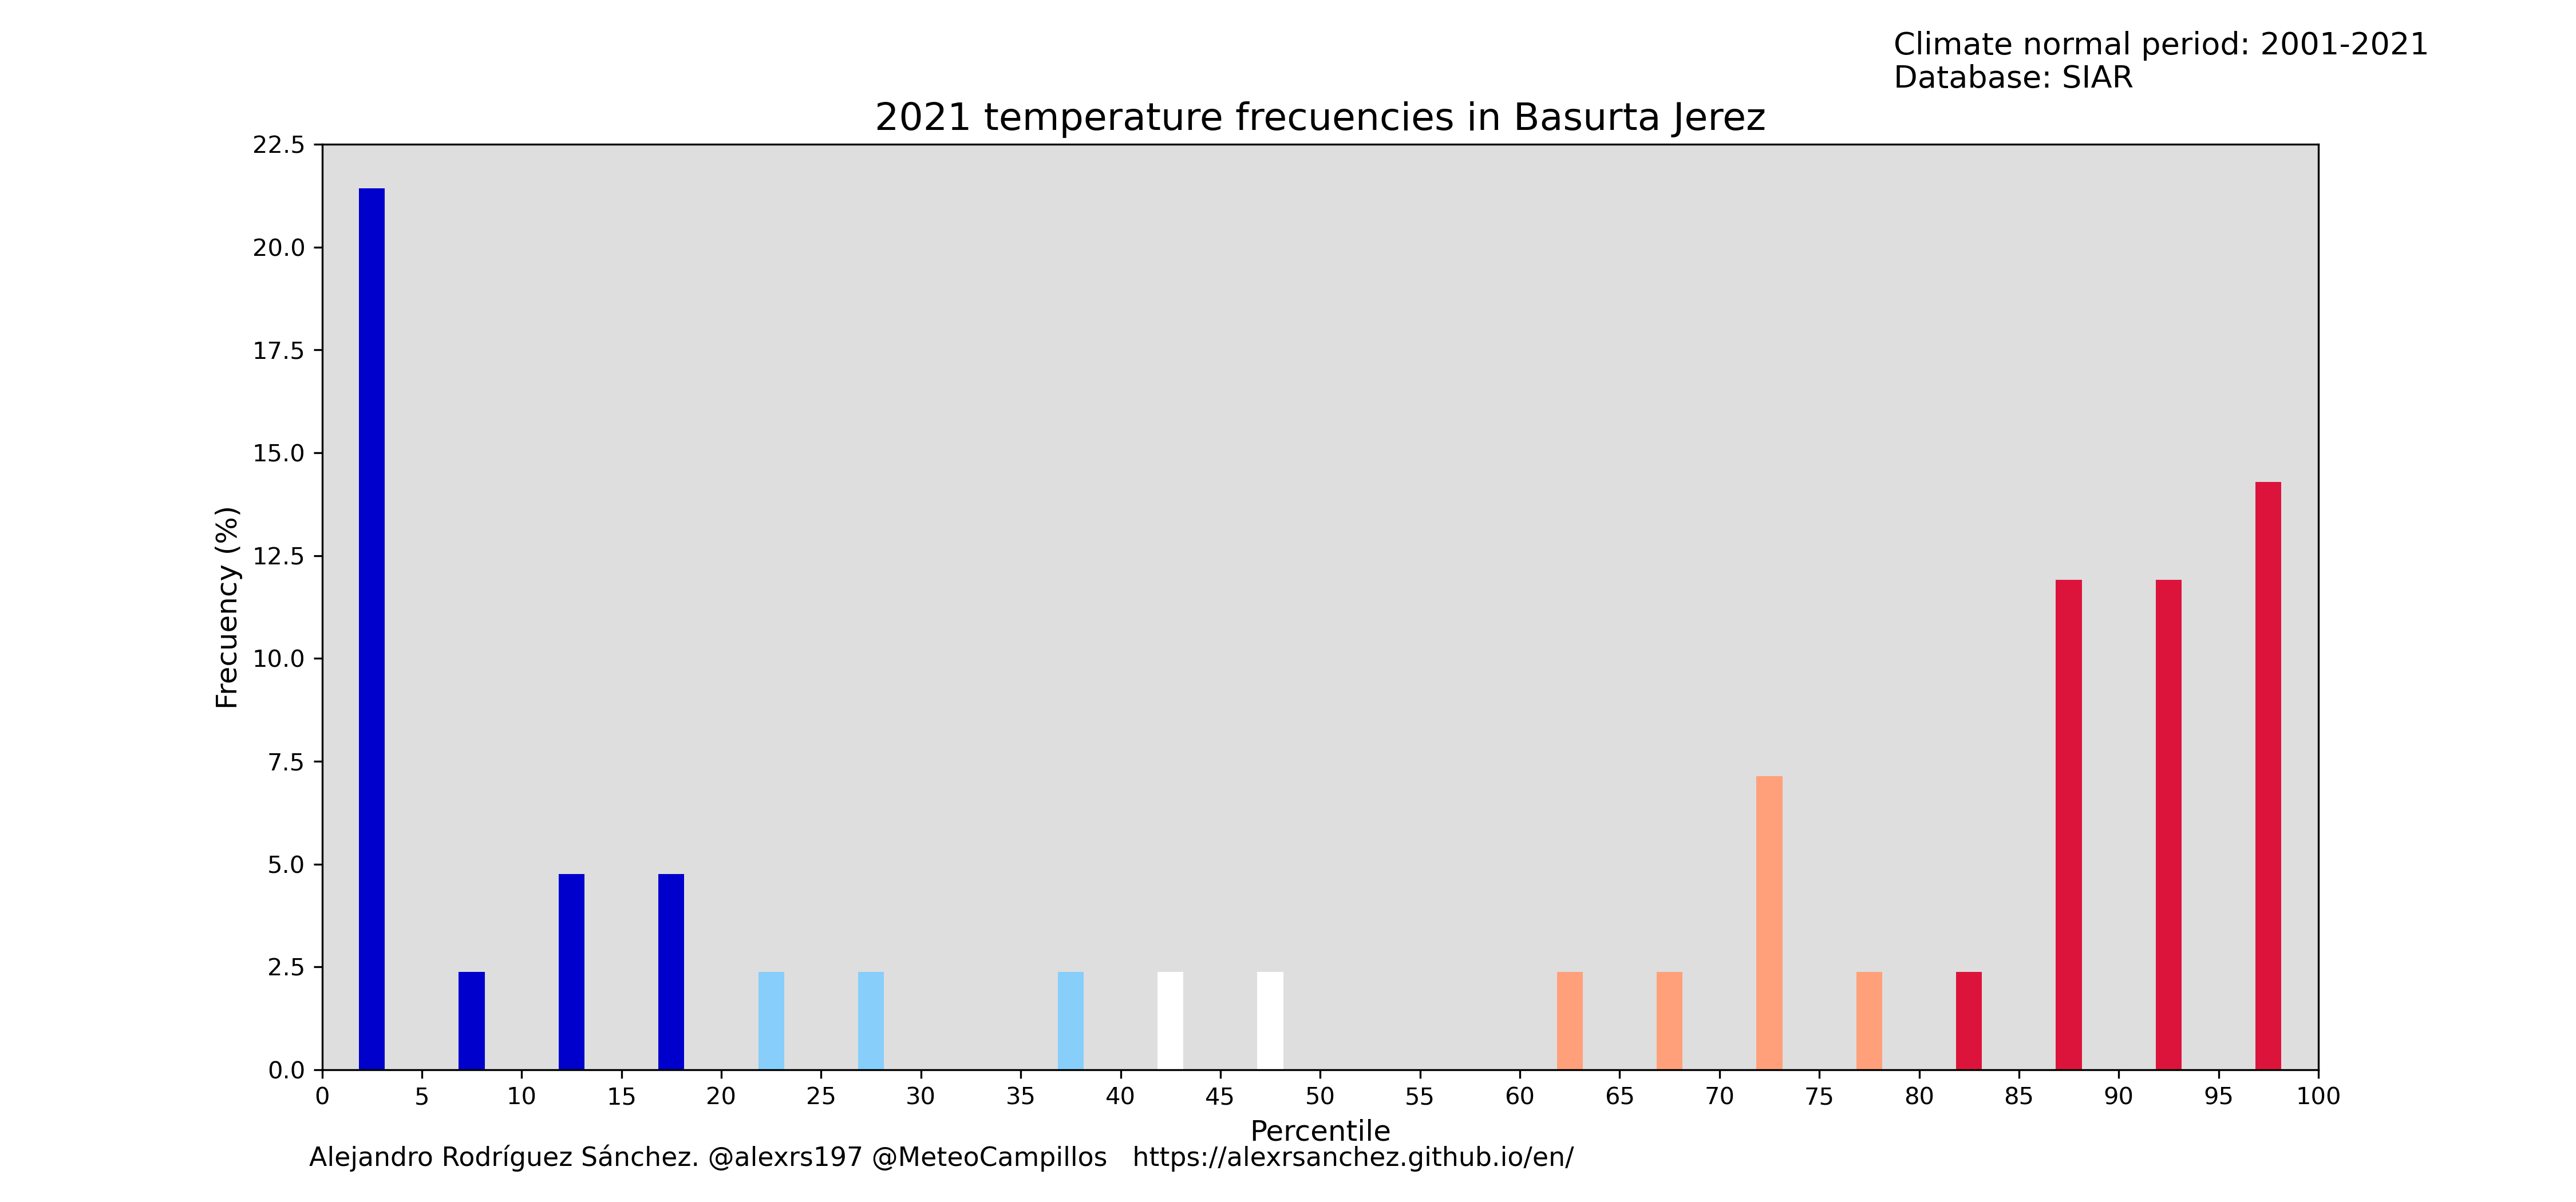 Climate normal period: 2001-2021
Database: SIAR
2021 temperature frecuencies in Basurta Jerez
22.5
20.0
17.5
15.0
12.5
10.0
7.5
5.0
2.5
0.0
Frecuency (%)
0 5 10 15 20 25 30 35 40 45 50 55 60 65 70 75 80 85 90 95 100
Percentile
Alejandro Rodríguez Sánchez. @alexrs197 @MeteoCampillos https://alexrsanchez.github.io/en/